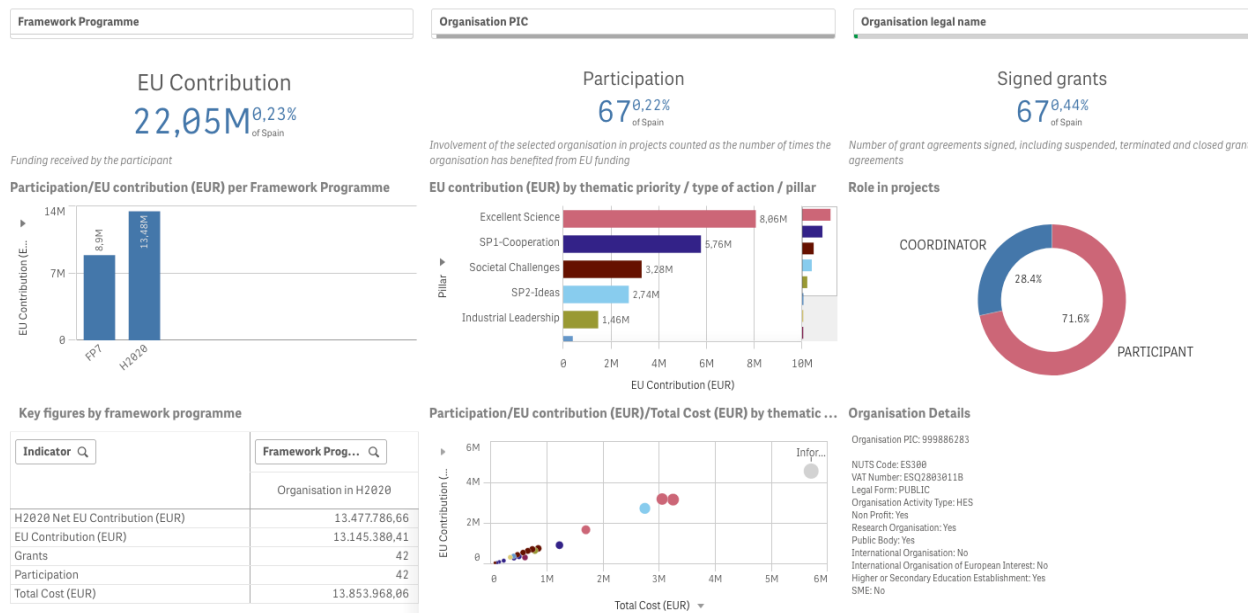 Framework Programme
Organisation PIC
Organisation legal name
EU Contribution
22,05M 0,23%
of Spain
Funding received by the participant
Participation
67 0,22%
of Spain
Involvement of the selected organisation in projects counted as the number of times the
organisation has benefited from EU funding
Signed grants
67 0,44%
of Spain
Number of grant agreements signed, including suspended, terminated and closed grant
agreements
Participation/EU contribution (EUR) per Framework Programme
EU Contribution (E...
14M
7M
0
8,9M
13,48M
FP7
H2020
EU contribution (EUR) by thematic priority / type of action / pillar
Pillar
Excellent Science
8,06M
SP1-Cooperation
5,76M
Societal Challenges
3,28M
SP2-Ideas
2,74M
Industrial Leadership
1,46M
0 2M 4M 6M 8M 10M
EU Contribution (EUR)
Role in projects
COORDINATOR
28.4%
71.6%
PARTICIPANT
Key figures by framework programme
Indicator
Framework Prog...
Organisation in H2020
H2020 Net EU Contribution (EUR) 13.477.786,66
EU Contribution (EUR) 13.145.380,41
Grants 42
Participation 42
Total Cost (EUR) 13.853.968,06
Participation/EU contribution (EUR)/Total Cost (EUR) by thematic ...
EU Contribution (...
6M
4M
2M
0
Infor...
0 1M 2M 3M 3M 5M 6M
Total Cost (EUR)
Organisation Details
Organisation PIC: 999886283
NUTS Code: ES300
VAT Number: ESQ2803011B
Legal Form: PUBLIC
Organisation Activity Type: HES
Non Profit: Yes
Research Organisation: Yes
Public Body: Yes
International Organisation: No
International Organisation of European Interest: No
Higher or Secondary Education Establishment: Yes
SME: No